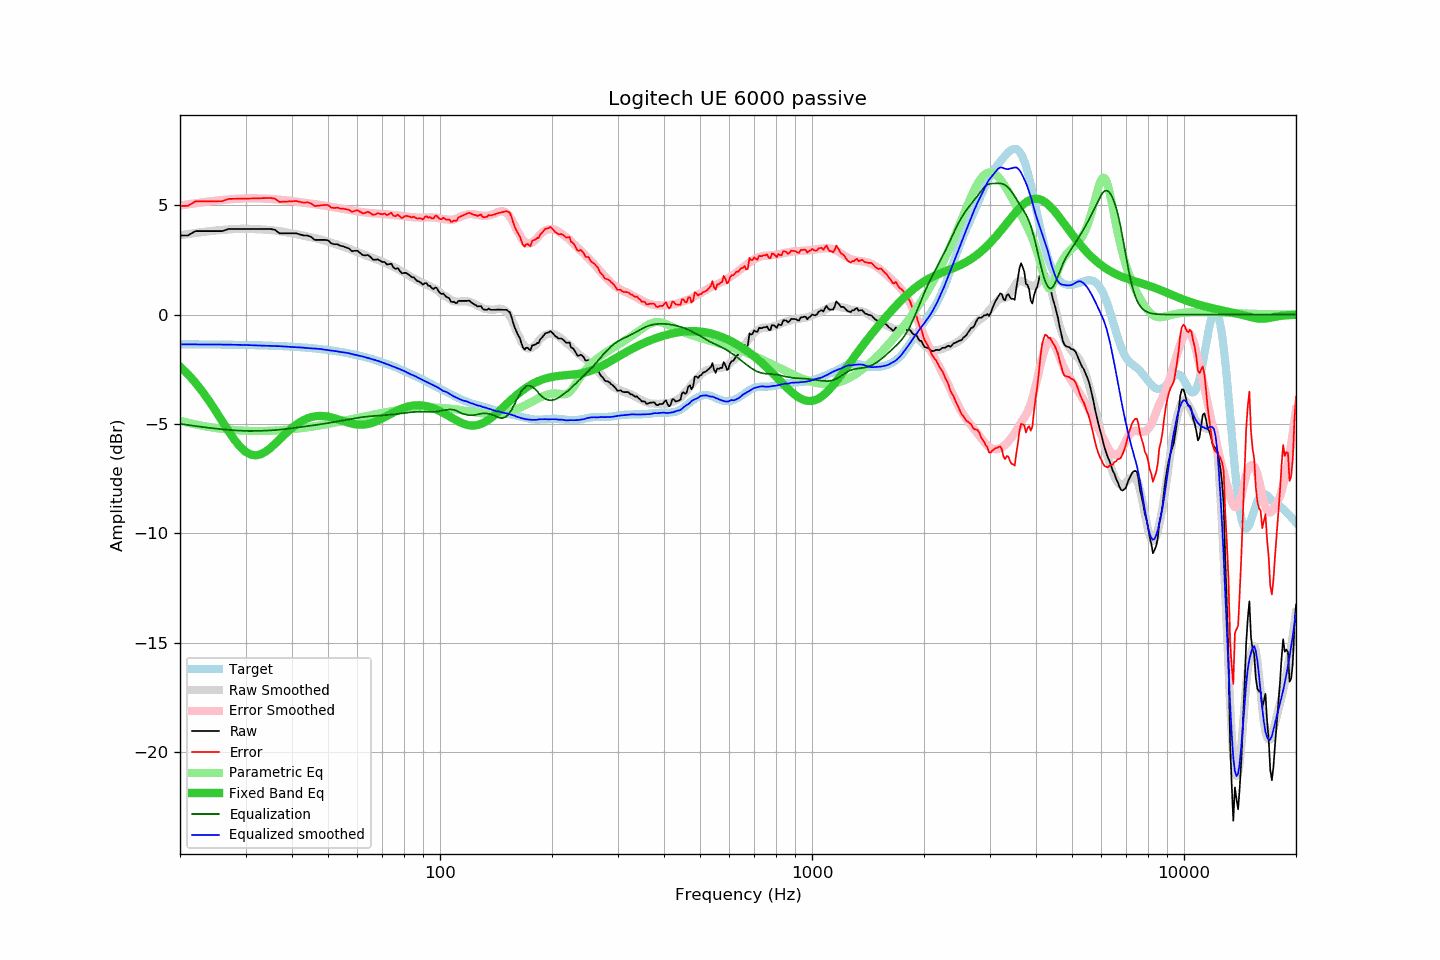 Logitech UE 6000 passive
5
0
−5
−10
−15
−20
Amplitude (dBr)
Target
Raw Smoothed
Error Smoothed
Raw
Error
Parametric Eq
Fixed Band Eq
Equalization
Equalized smoothed
100
1000
10000
Frequency (Hz)